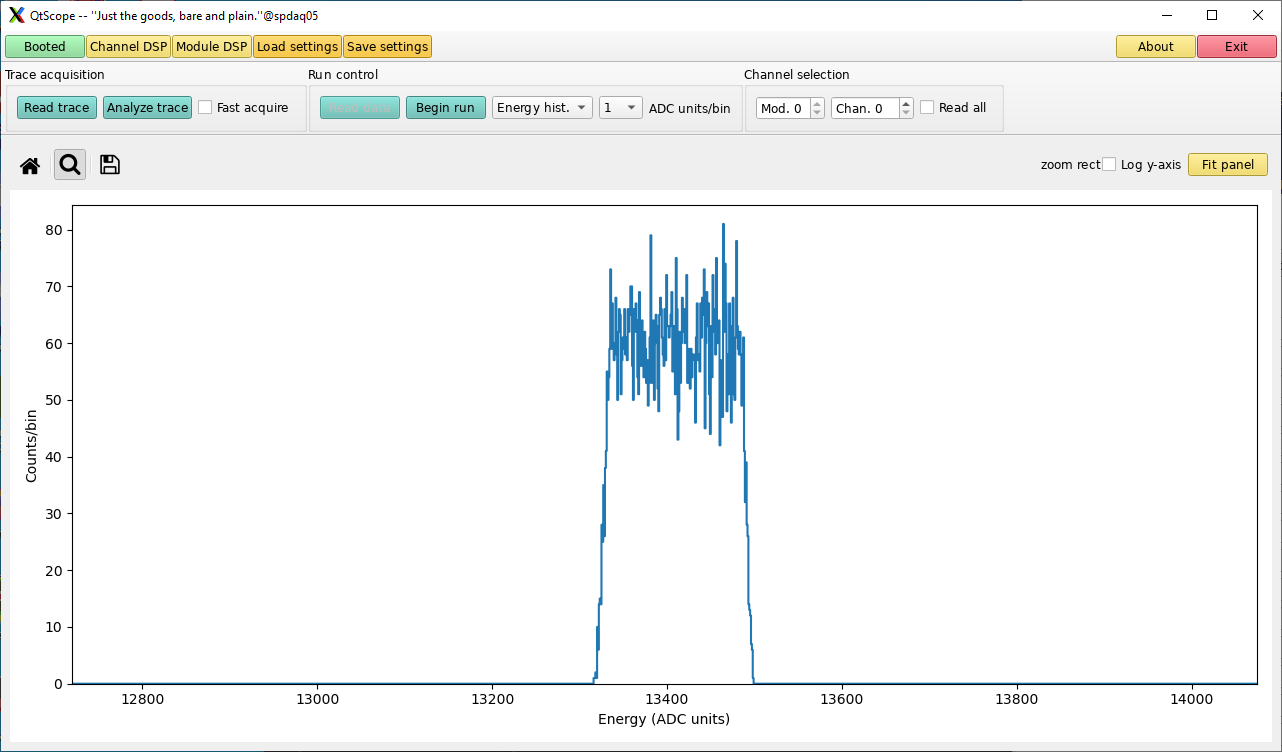 QtScope -- "Just the goods, bare and plain."@spdaq05
Booted Channel DSP Module DSP Load settings Save settings About Exit
Trace acquisition Run control Channel selection
Read trace Analyze trace Fast acquire Read data Begin run Energy hist. 1 ADC units/bin Mod. 0 Chan. 0 Read all
zoom rect Log y-axis Fit panel
80
70
60
50
40
30
20
10
0
Counts/bin
12800 13000 13200 13400 13600 13800 14000
Energy (ADC units)